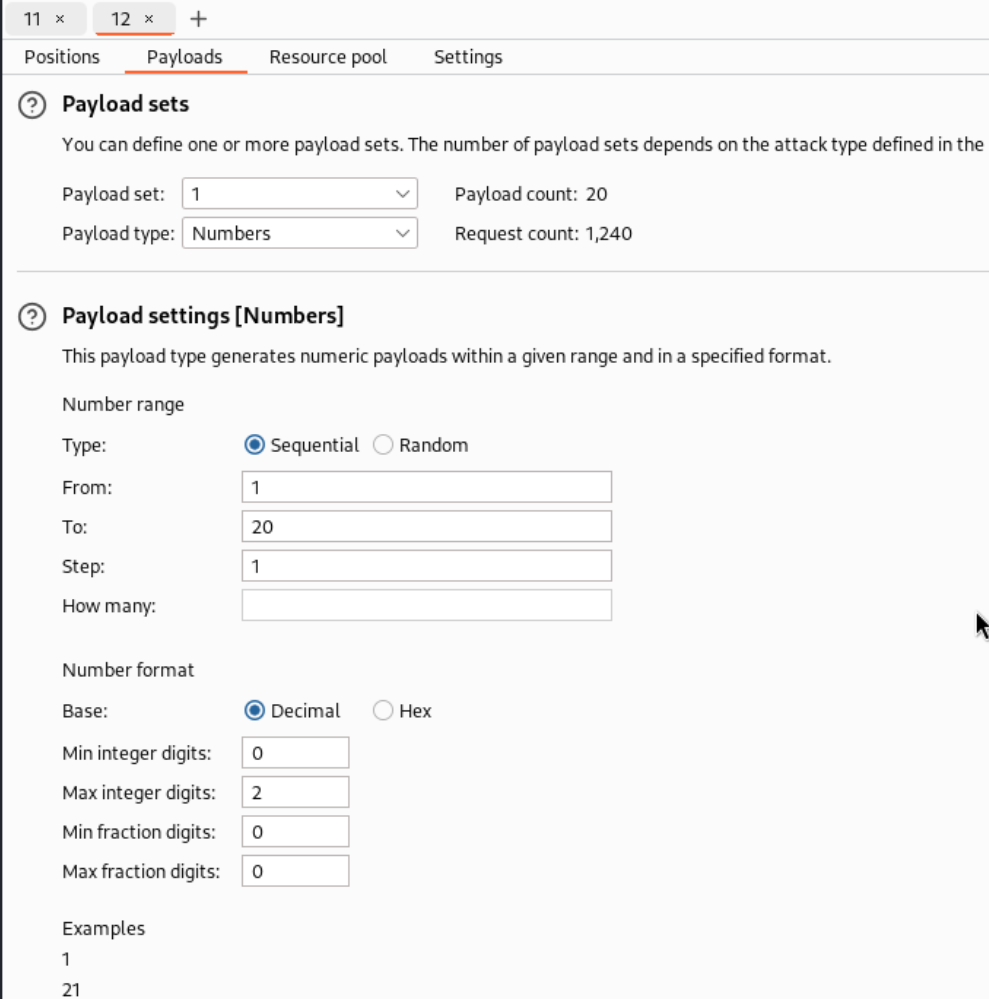 11 × 12 × +
Positions Payloads Resource pool Settings
? Payload sets
You can define one or more payload sets. The number of payload sets depends on the attack type defined in the
Payload set: 1 Payload count: 20
Payload type: Numbers Request count: 1,240
? Payload settings [Numbers]
This payload type generates numeric payloads within a given range and in a specified format.
Number range
Type: Sequential Random
From: 1
To: 20
Step: 1
How many:
Number format
Base: Decimal Hex
Min integer digits: 0
Max integer digits: 2
Min fraction digits: 0
Max fraction digits: 0
Examples
1
21